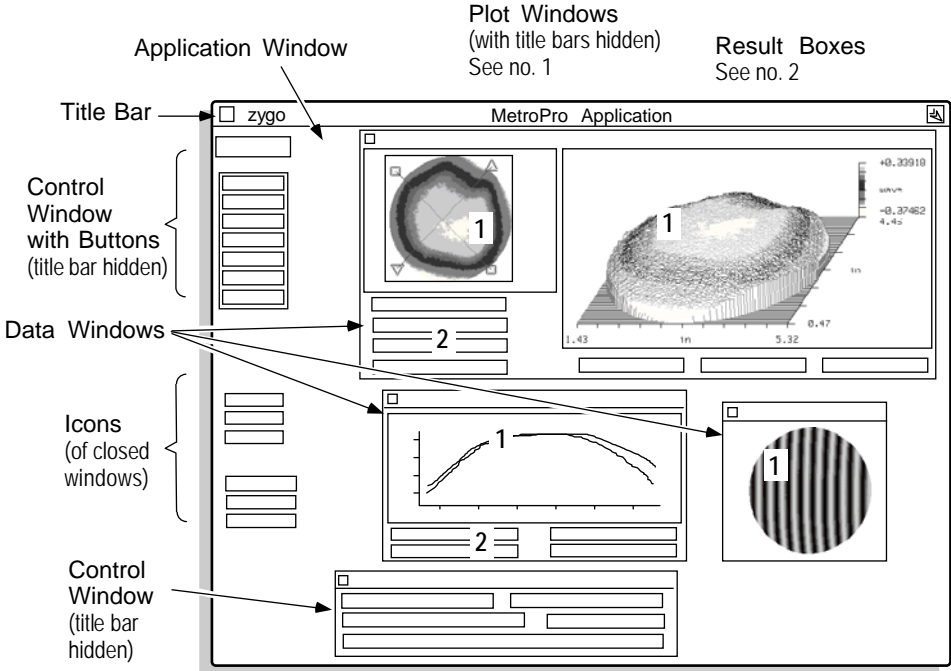 Plot Windows
(with title bars hidden)
See no. 1
Application Window
Result Boxes
See no. 2
Title Bar
zygo
MetroPro Application
Control
Window
with Buttons
(title bar hidden)
1
1
+0.33918
wave
-0.37462
4.45
in
0.47
1.43
in
5.32
Data Windows
2
Icons
(of closed
windows)
1
1
2
Control
Window
(title bar
hidden)